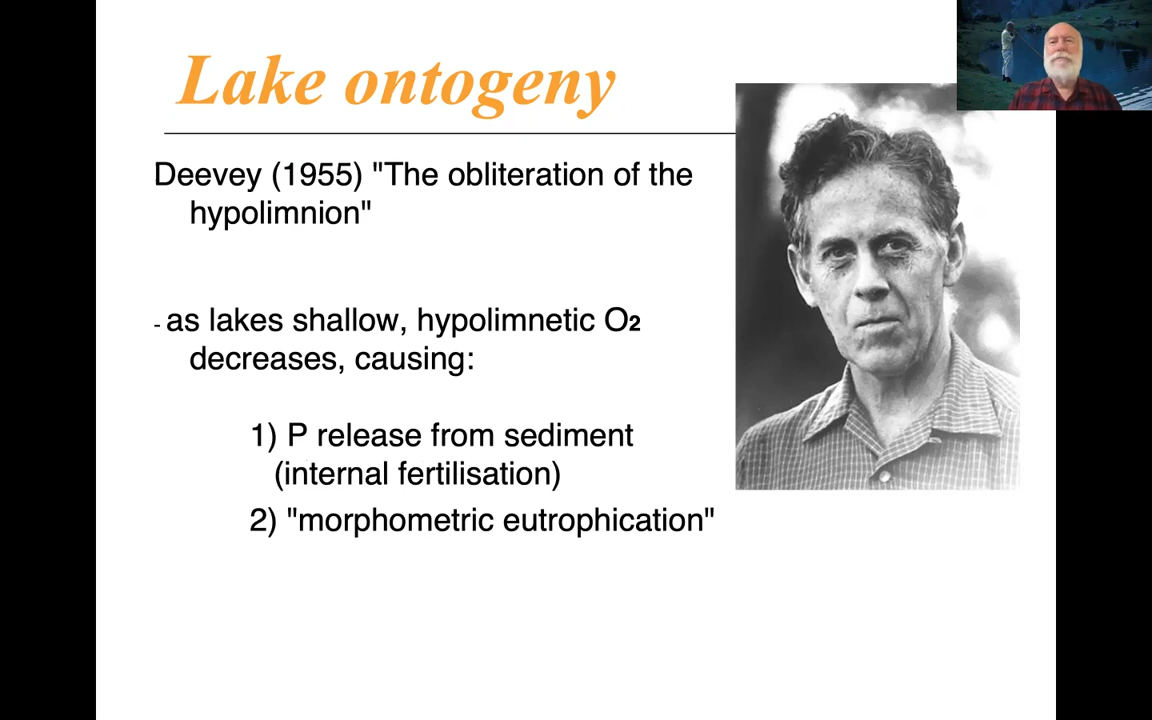 Lake ontogeny
Deevey (1955) "The obliteration of the
hypolimnion"
- as lakes shallow, hypolimnetic O2
decreases, causing:
1) P release from sediment
(internal fertilisation)
2) "morphometric eutrophication"